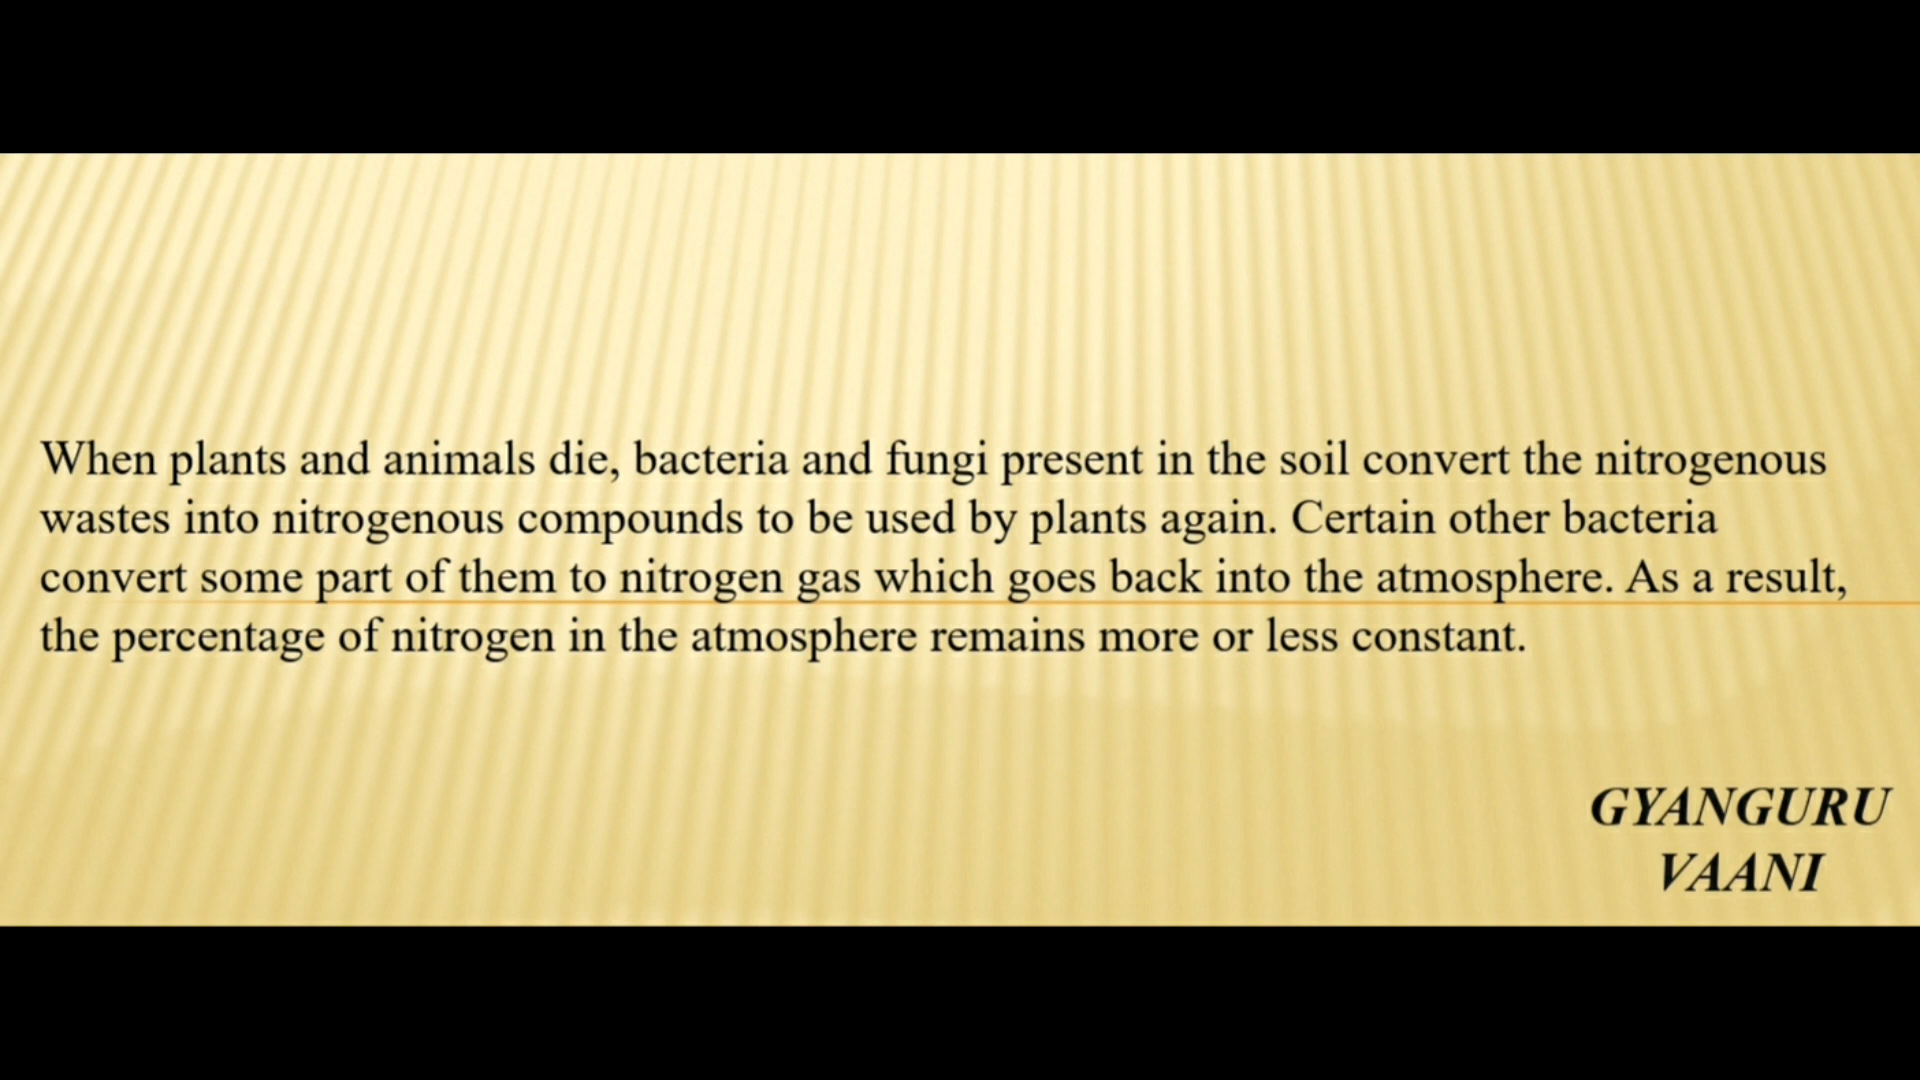 When plants and animals die, bacteria and fungi present in the soil convert the nitrogenous
wastes into nitrogenous compounds to be used by plants again. Certain other bacteria
convert some part of them to nitrogen gas which goes back into the atmosphere. As a result,
the percentage of nitrogen in the atmosphere remains more or less constant.
GYANGURU
VAANI